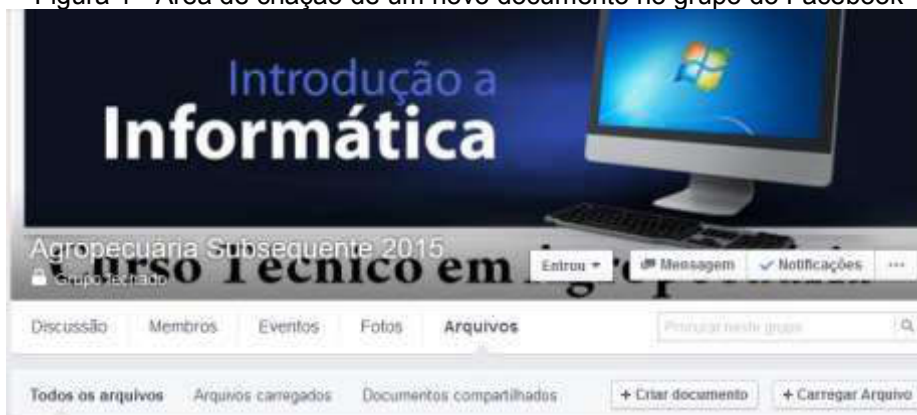 Figura 1 - Área de criação de um novo documento no grupo do Facebook
Introdução a
Informática
Agropecuária Subsequente 2015
Curso Técnico em
Grupo fechado
Entrou
Mensagem
Notificações
...
Discussão
Membros
Eventos
Fotos
Arquivos
Procurar neste grupo
Todos os arquivos
Arquivos carregados
Documentos compartilhados
+ Criar documento
+ Carregar Arquivo